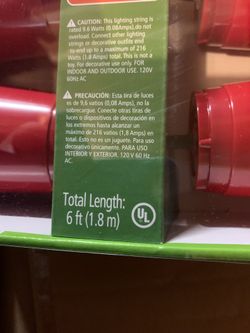 CAUTION: This lighting string is
rated 9.6 Watts (0.08Amps).do not
overload. Connect other lighting
strings or decorative outfits end
-to-end up to a maximum of 216
Watts (1.8 Amps) total. This is not a
toy. For decorative use only. FOR
INDOOR AND OUTDOOR USE. 120V
60Hz AC
PRECAUCIÓN: Esta tira de luces
es de 9,6 vatios (0,08 Amps), no la
sobrecargue. Conecte otras tiras de
luces o dispositivos de decoración
en los extremos hasta alcanzar un
máximo de 216 vatios (1,8 Amps) en
total. Esto no es un juguete. Para uso
decorativo únicamente. PARA USO
INTERIOR Y EXTERIOR. 120 V 60 Hz
AC
Total Length:
6 ft (1.8 m)
UL